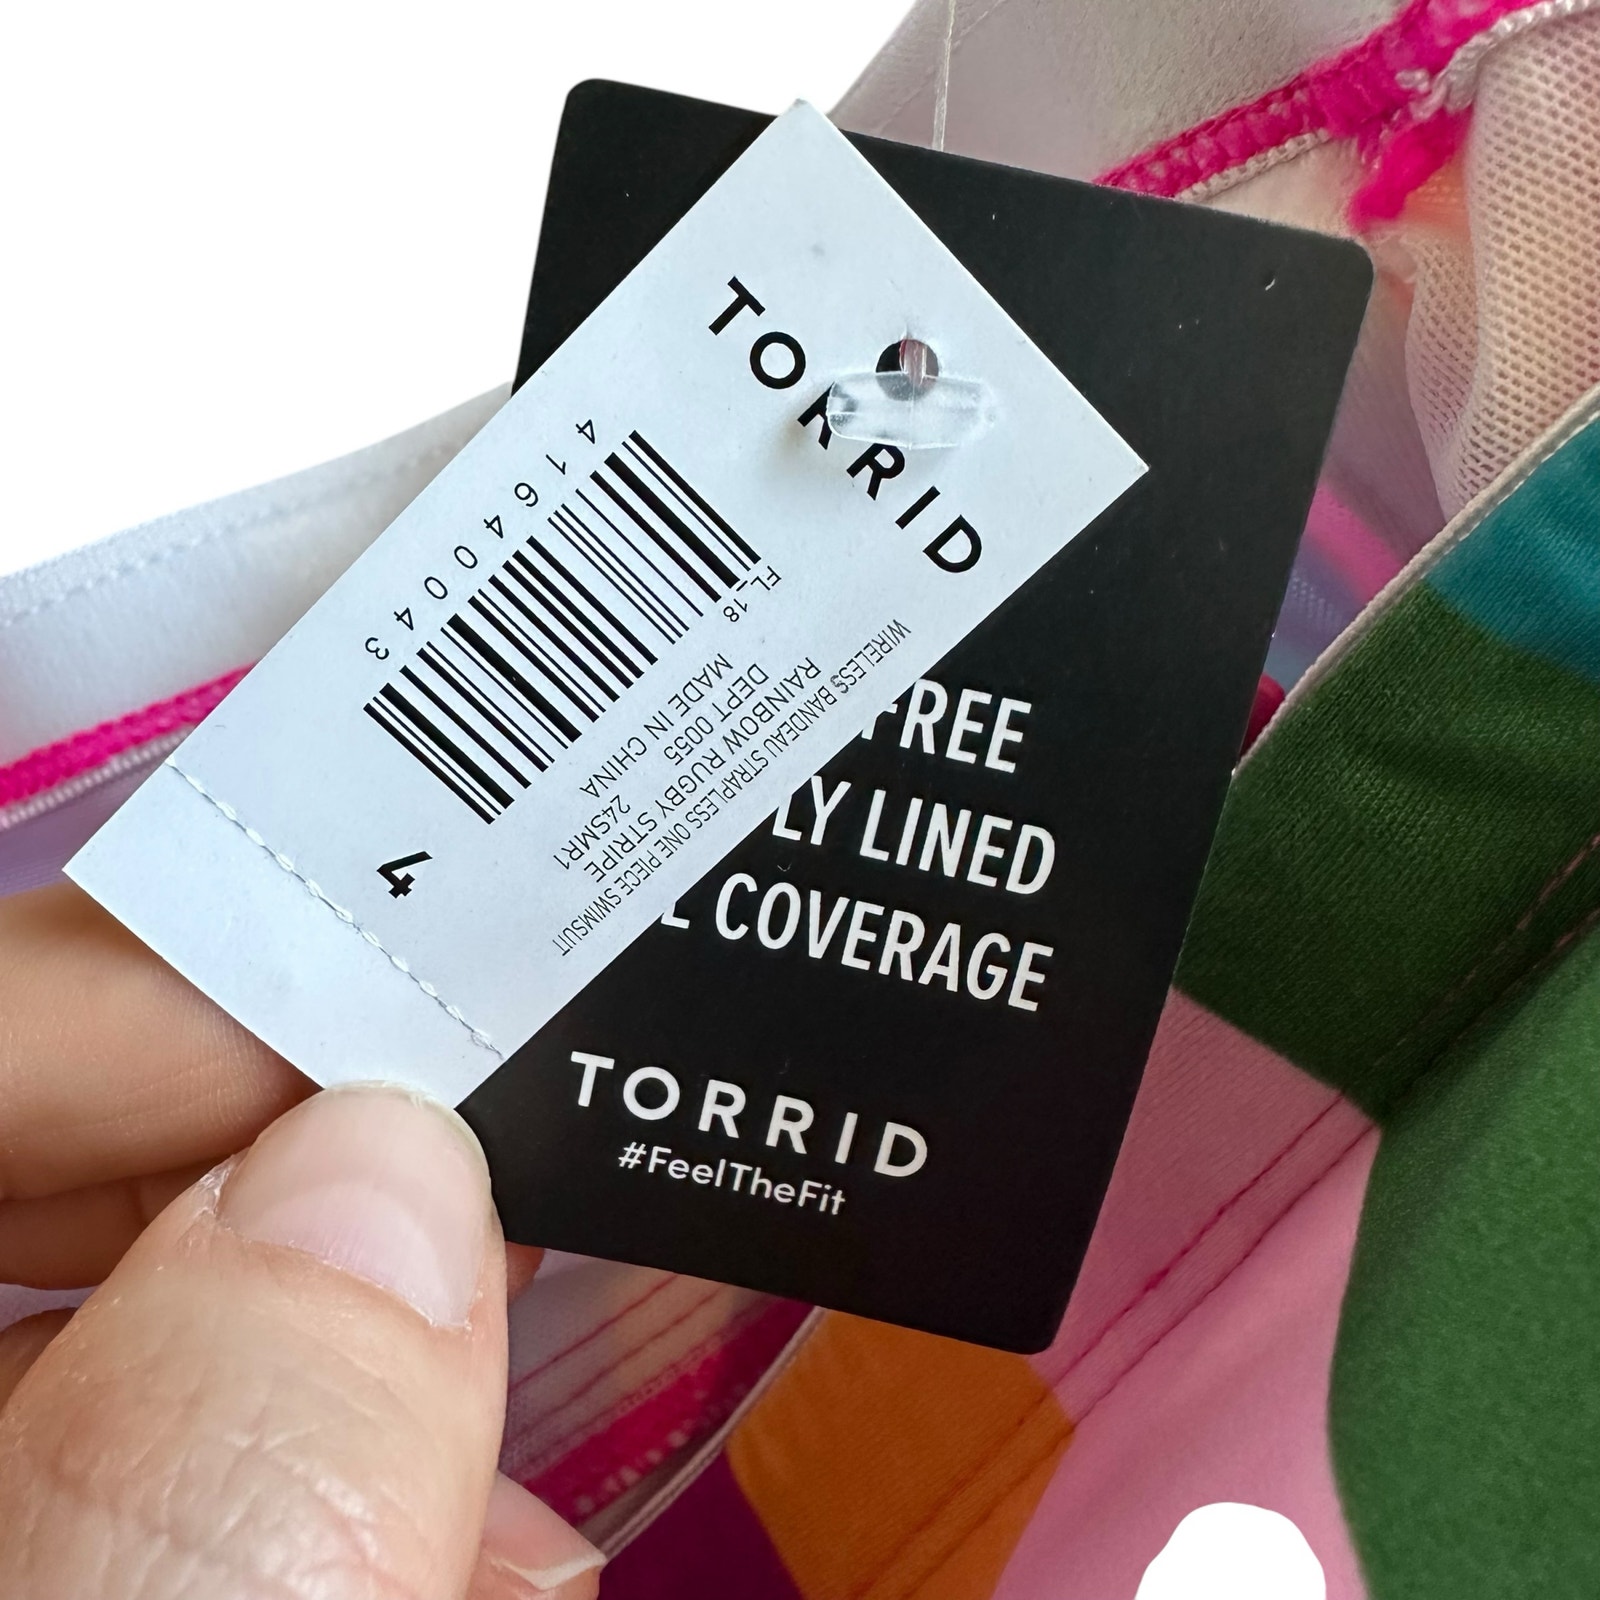 TORRID
41640043
FL_18
WIRELESS BANDEAU STRAPLESS ONE PIECE SWIMSUIT
RAINBOW RUGBY STRIPE
24SMR1
DEPT 0055
MADE IN CHINA
4
FREE
LY LINED
COVERAGE
TORRID
#FeelTheFit